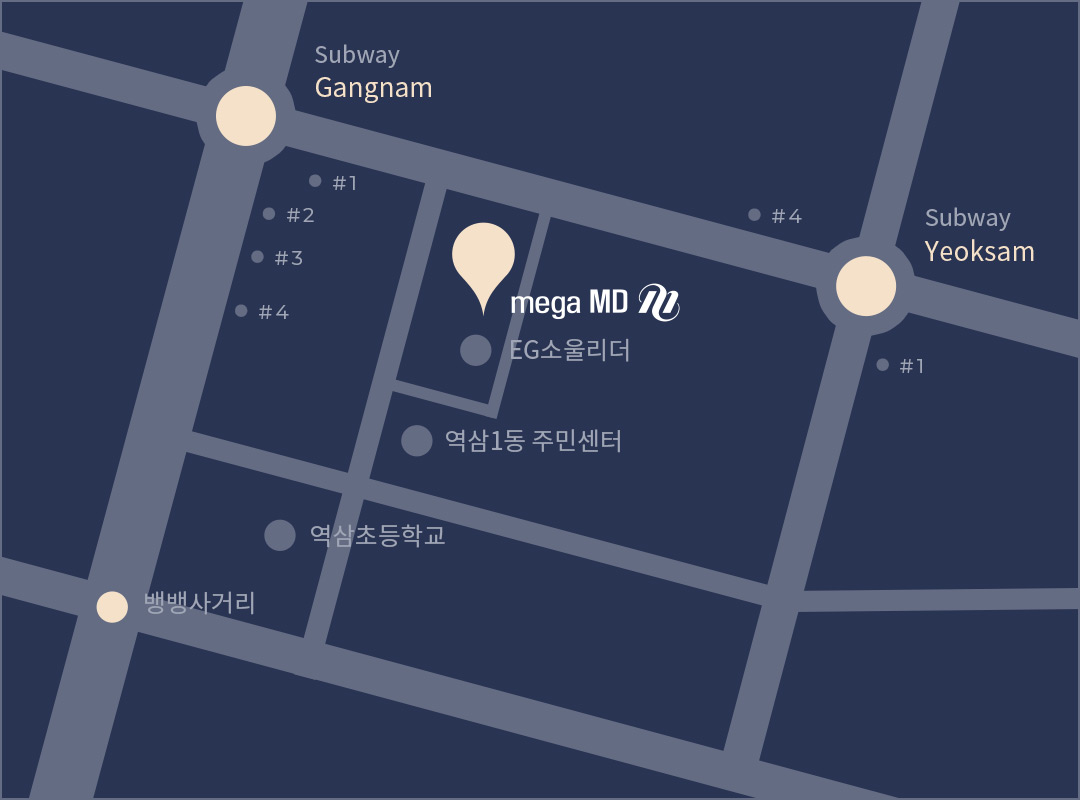 Subway
Gangnam
#1
#2
#3
#4
#4
Subway
Yeoksam
#1
mega MD
EG소울리더
역삼1동 주민센터
역삼초등학교
뱅뱅사거리